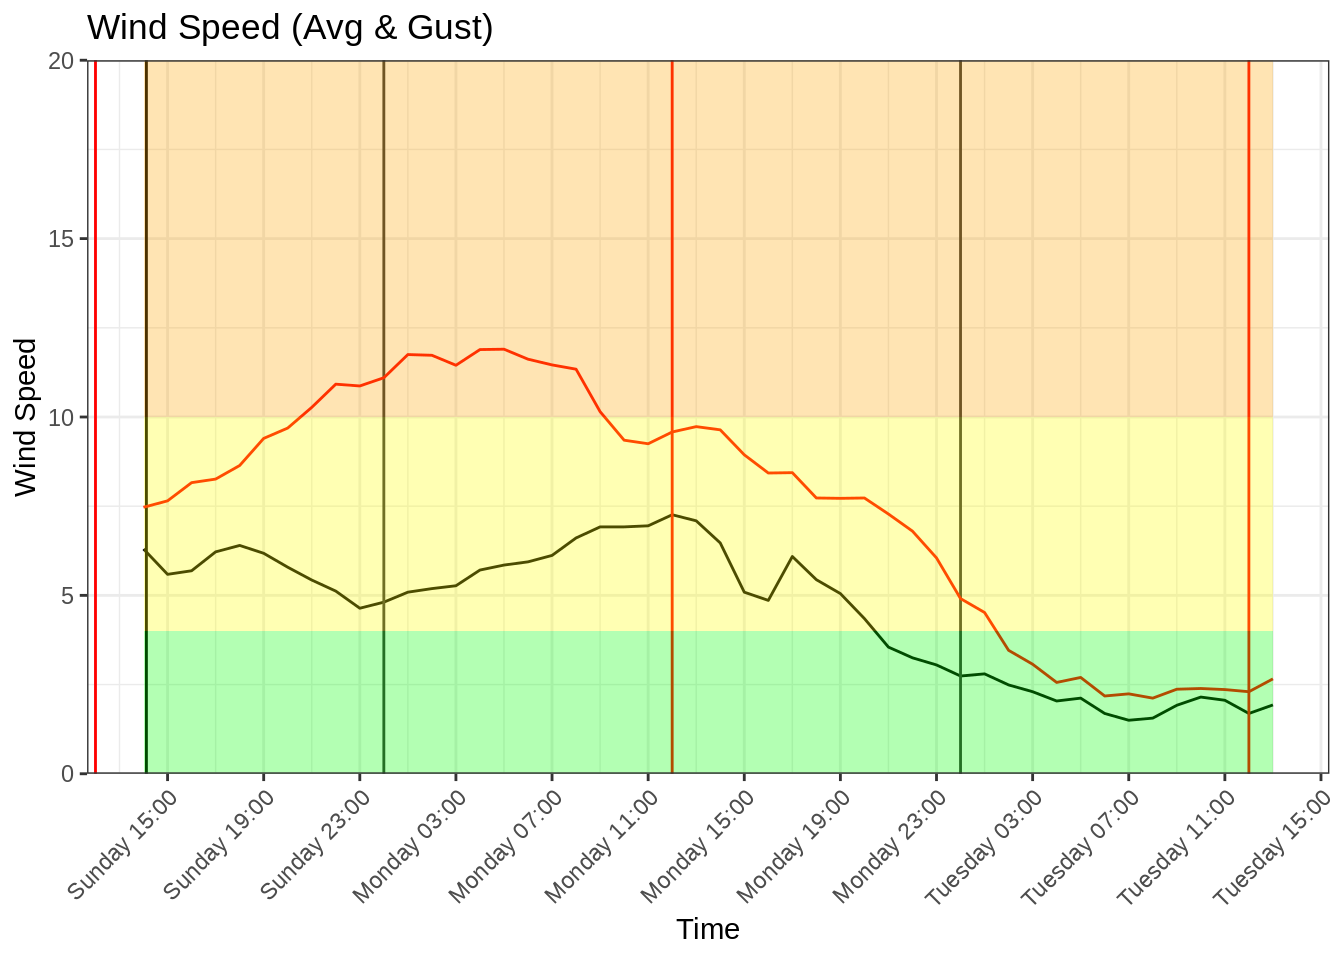 Wind Speed (Avg & Gust)
20
15
10
5
0
Wind Speed
Sunday 15:00
Sunday 19:00
Sunday 23:00
Monday 03:00
Monday 07:00
Monday 11:00
Monday 15:00
Monday 19:00
Monday 23:00
Tuesday 03:00
Tuesday 07:00
Tuesday 11:00
Tuesday 15:00
Time